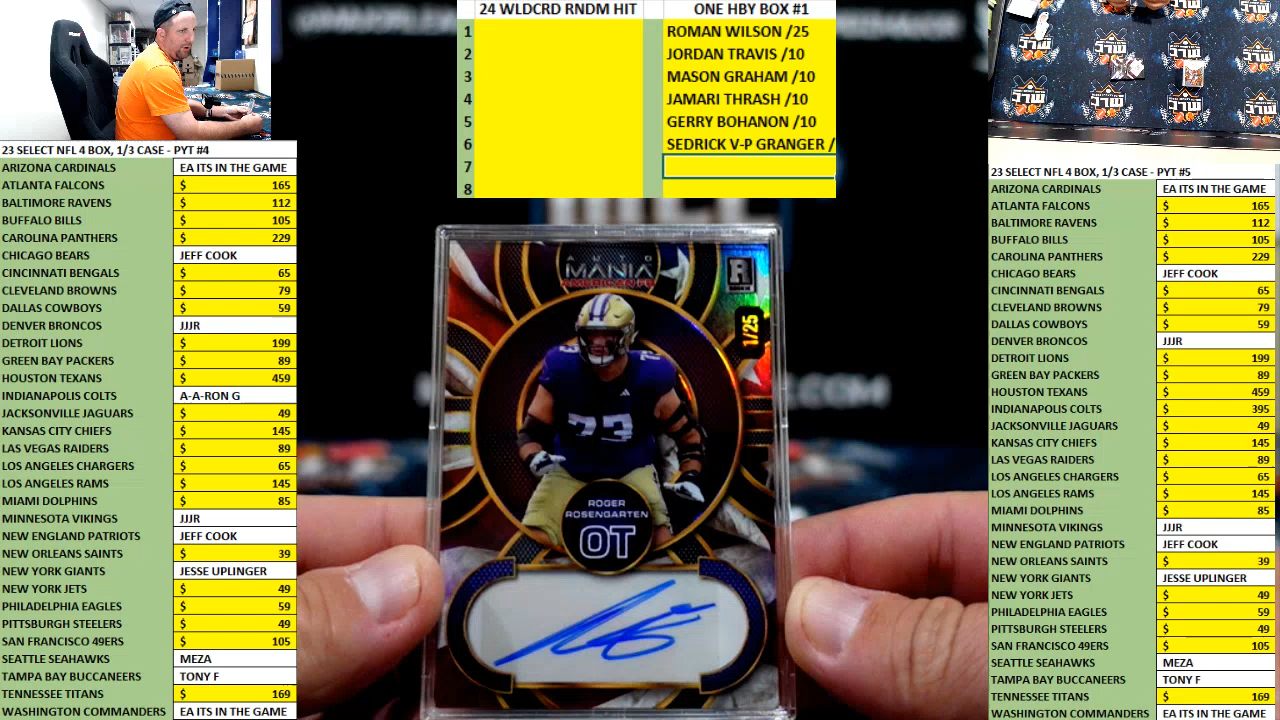 24 WLDCRD RNDM HIT
ONE HBY BOX #1
1 ROMAN WILSON /25
2 JORDAN TRAVIS /10
3 MASON GRAHAM /10
4 JAMARI THRASH /10
5 GERRY BOHANON /10
6 SEDRICK V-P GRANGER /
7
8
23 SELECT NFL 4 BOX, 1/3 CASE - PYT #4
ARIZONA CARDINALS EA ITS IN THE GAME
ATLANTA FALCONS $ 165
BALTIMORE RAVENS $ 112
BUFFALO BILLS $ 105
CAROLINA PANTHERS $ 229
CHICAGO BEARS JEFF COOK
CINCINNATI BENGALS $ 65
CLEVELAND BROWNS $ 79
DALLAS COWBOYS $ 59
DENVER BRONCOS JJJR
DETROIT LIONS $ 199
GREEN BAY PACKERS $ 89
HOUSTON TEXANS $ 459
INDIANAPOLIS COLTS A-A-RON G
JACKSONVILLE JAGUARS $ 49
KANSAS CITY CHIEFS $ 145
LAS VEGAS RAIDERS $ 89
LOS ANGELES CHARGERS $ 65
LOS ANGELES RAMS $ 145
MIAMI DOLPHINS $ 85
MINNESOTA VIKINGS JJJR
NEW ENGLAND PATRIOTS JEFF COOK
NEW ORLEANS SAINTS $ 39
NEW YORK GIANTS JESSE UPLINGER
NEW YORK JETS $ 49
PHILADELPHIA EAGLES $ 59
PITTSBURGH STEELERS $ 49
SAN FRANCISCO 49ERS $ 105
SEATTLE SEAHAWKS MEZA
TAMPA BAY BUCCANEERS TONY F
TENNESSEE TITANS $ 169
WASHINGTON COMMANDERS EA ITS IN THE GAME
AUTO
MANIA
AMERICAN FB
R
1/25
73
ROGER
ROSENGARTEN
OT
23 SELECT NFL 4 BOX, 1/3 CASE - PYT #5
ARIZONA CARDINALS EA ITS IN THE GAME
ATLANTA FALCONS $ 165
BALTIMORE RAVENS $ 112
BUFFALO BILLS $ 105
CAROLINA PANTHERS $ 229
CHICAGO BEARS JEFF COOK
CINCINNATI BENGALS $ 65
CLEVELAND BROWNS $ 79
DALLAS COWBOYS $ 59
DENVER BRONCOS JJJR
DETROIT LIONS $ 199
GREEN BAY PACKERS $ 89
HOUSTON TEXANS $ 459
INDIANAPOLIS COLTS $ 395
JACKSONVILLE JAGUARS $ 49
KANSAS CITY CHIEFS $ 145
LAS VEGAS RAIDERS $ 89
LOS ANGELES CHARGERS $ 65
LOS ANGELES RAMS $ 145
MIAMI DOLPHINS $ 85
MINNESOTA VIKINGS JJJR
NEW ENGLAND PATRIOTS JEFF COOK
NEW ORLEANS SAINTS $ 39
NEW YORK GIANTS JESSE UPLINGER
NEW YORK JETS $ 49
PHILADELPHIA EAGLES $ 59
PITTSBURGH STEELERS $ 49
SAN FRANCISCO 49ERS $ 105
SEATTLE SEAHAWKS MEZA
TAMPA BAY BUCCANEERS TONY F
TENNESSEE TITANS $ 169
WASHINGTON COMMANDERS EA ITS IN THE GAME